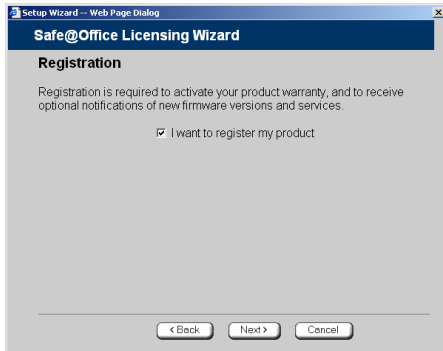 Setup Wizard -- Web Page Dialog
Safe@Office Licensing Wizard
Registration
Registration is required to activate your product warranty, and to receive
optional notifications of new firmware versions and services.
I want to register my product
< Back Next > Cancel